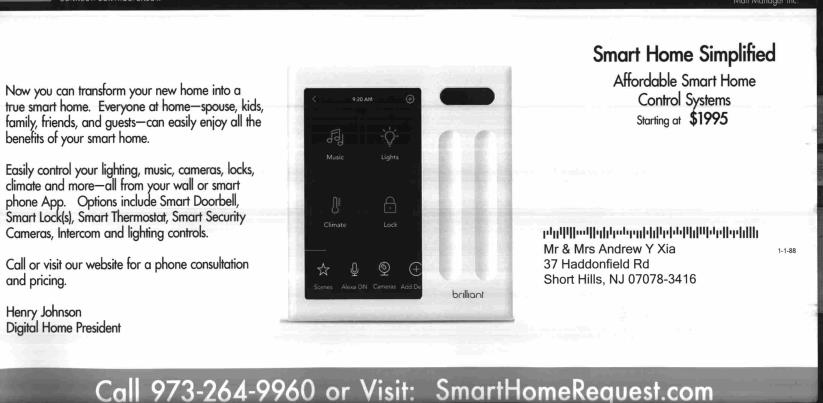 Mail Manager Inc.
Smart Home Simplified
Affordable Smart Home
Control Systems
Starting at $1995
Now you can transform your new home into a
true smart home. Everyone at home—spouse, kids,
family, friends, and guests—can easily enjoy all the
benefits of your smart home.
Easily control your lighting, music, cameras, locks,
climate and more—all from your wall or smart
phone App. Options include Smart Doorbell,
Smart Lock(s), Smart Thermostat, Smart Security
Cameras, Intercom and lighting controls.
Call or visit our website for a phone consultation
and pricing.
Henry Johnson
Digital Home President
9:20 AM
Music Lights
Climate Lock
Scenes Alexa ON Cameras Add De
brilliant
Mr & Mrs Andrew Y Xia
1-1-88
37 Haddonfield Rd
Short Hills, NJ 07078-3416
Call 973-264-9960 or Visit: SmartHomeRequest.com